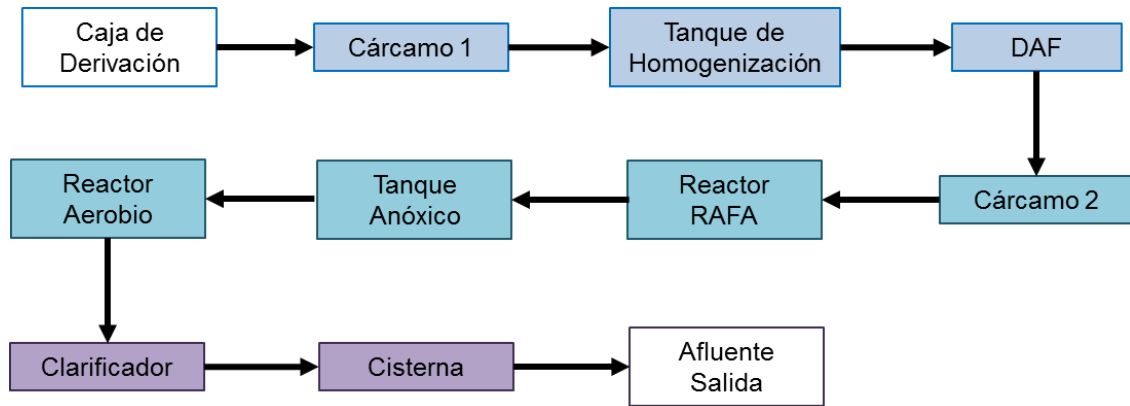 Caja de
Derivación
Cárcamo 1
Tanque de
Homogenización
DAF
Reactor
Aerobio
Tanque
Anóxico
Reactor
RAFA
Cárcamo 2
Clarificador
Cisterna
Afluente
Salida